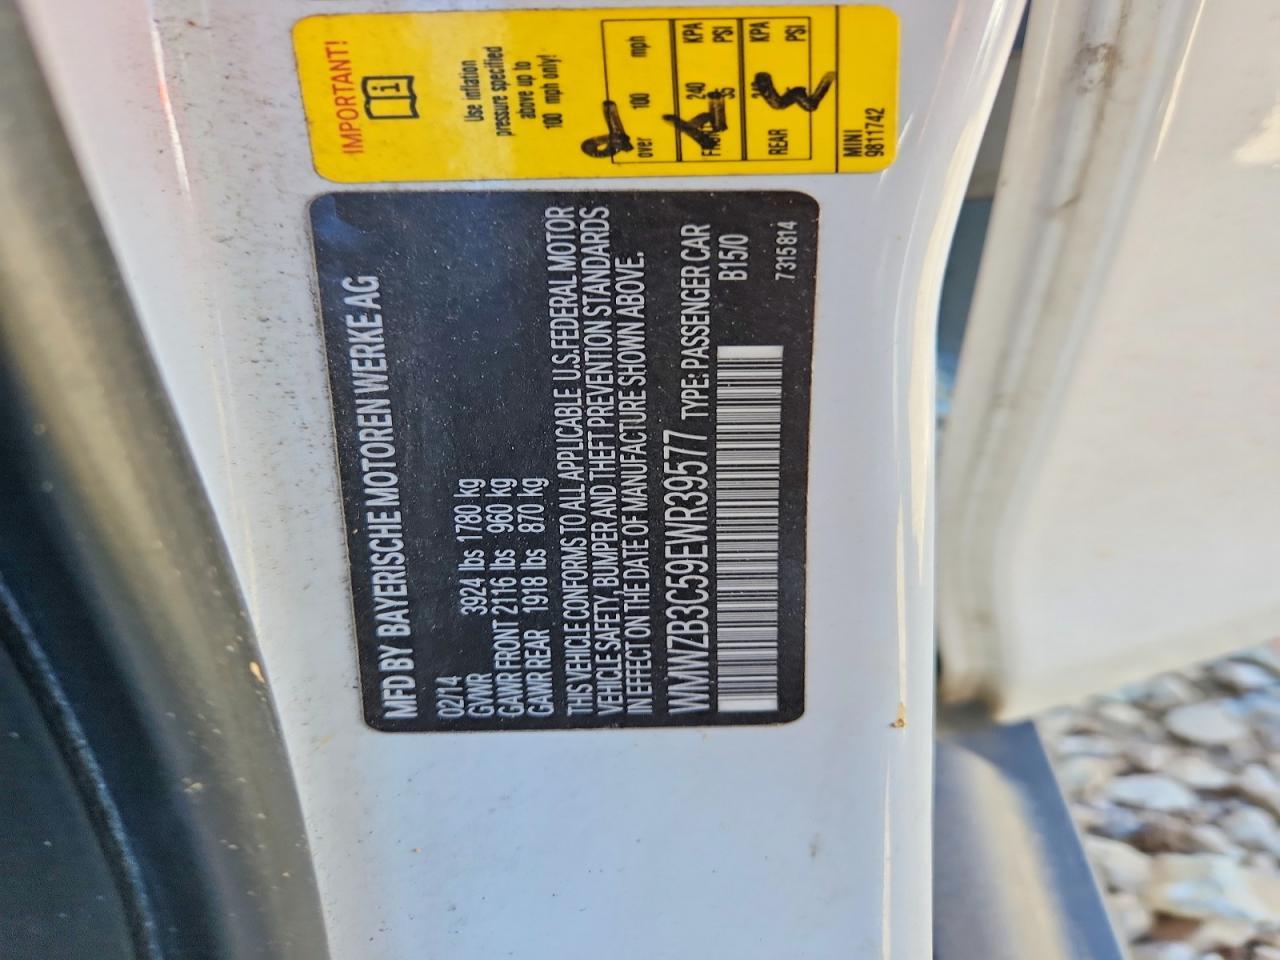 IMPORTANT!
i
Use inflation
pressure specified
above up to
100 mph only!
over 100 mph
240 KPA
35 PSI
KPA
REAR PSI
MINI
9811742
MFD BY BAYERISCHE MOTOREN WERKE AG
02/14
GVWR 3924 lbs 1780 kg
GAWR FRONT 2116 lbs 960 kg
GAWR REAR 1918 lbs 870 kg
THIS VEHICLE CONFORMS TO ALL APPLICABLE U.S. FEDERAL MOTOR
VEHICLE SAFETY, BUMPER AND THEFT PREVENTION STANDARDS
IN EFFECT ON THE DATE OF MANUFACTURE SHOWN ABOVE.
WMWZB3C59EWR39577 TYPE: PASSENGER CAR
B15/0
7 315 814